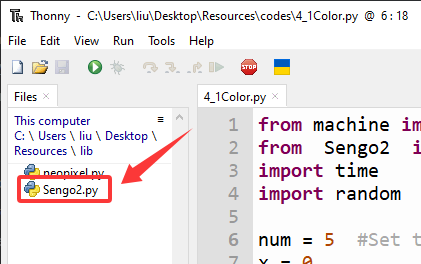 Thonny - C:\Users\liu\Desktop\Resources\codes\4_1Color.py @ 6:18
File Edit View Run Tools Help
STOP
Files ×
This computer
C: \ Users \ liu \ Desktop \
Resources \ lib
neopixel.py
Sengo2.py
4_1Color.py ×
1 from machine im
2 from Sengo2 i
3 import time
4 import random
5
6 num = 5 #Set t
7 x = 0